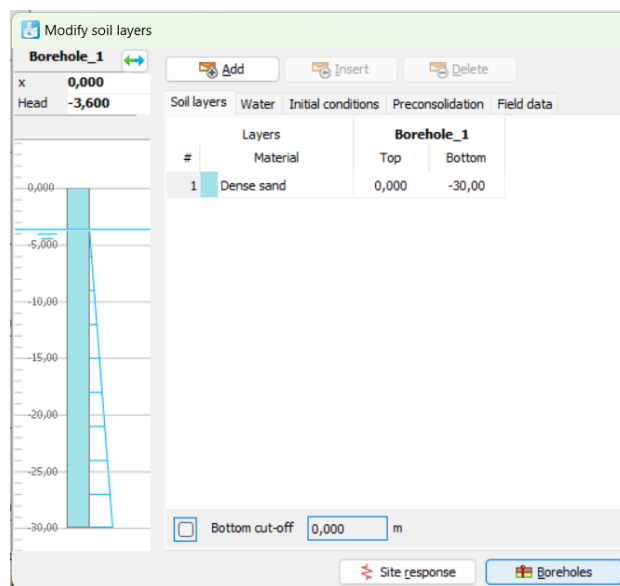 Modify soil layers
Borehole_1
x 0,000
Head -3,600
Add Insert Delete
Soil layers Water Initial conditions Preconsolidation Field data
Layers Borehole_1
# Material Top Bottom
1 Dense sand 0,000 -30,00
0,000
-5,000
-10,00
-15,00
-20,00
-25,00
-30,00
Bottom cut-off 0,000 m
Site response Boreholes